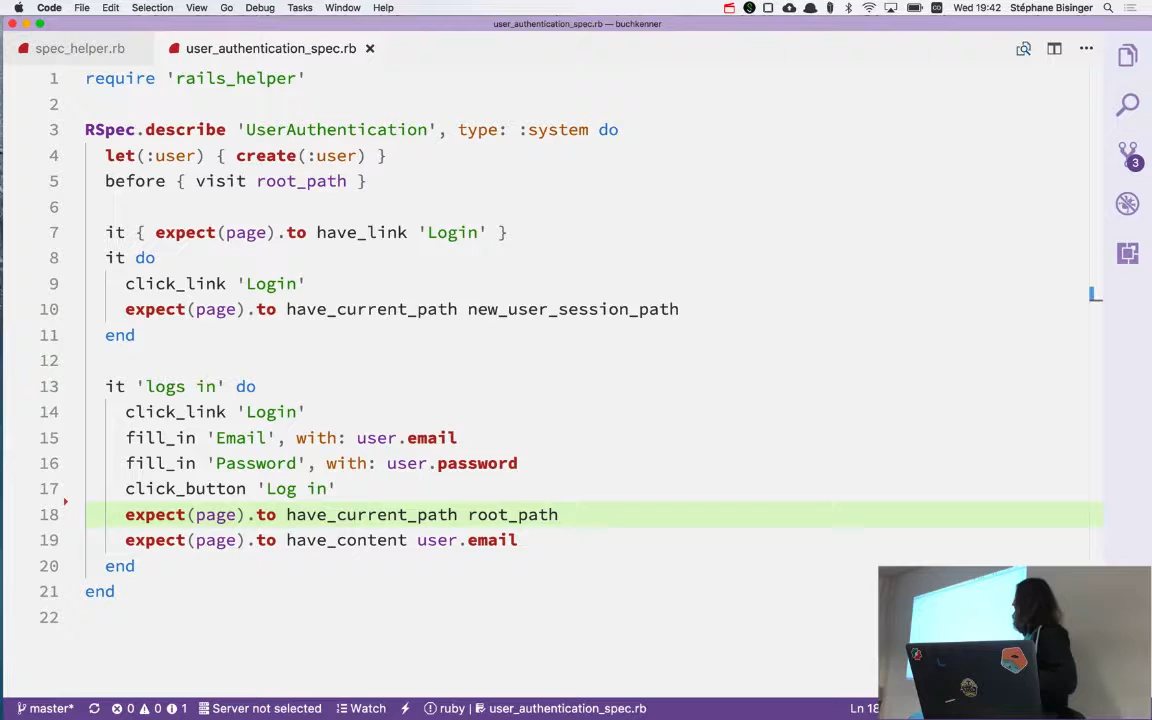 Code File Edit Selection View Go Debug Tasks Window Help Wed 19:42 Stéphane Bisinger
user_authentication_spec.rb — buchkenner
spec_helper.rb user_authentication_spec.rb
1 require 'rails_helper'
2
3 RSpec.describe 'UserAuthentication', type: :system do
4 let(:user) { create(:user) }
5 before { visit root_path }
6
7 it { expect(page).to have_link 'Login' }
8 it do
9 click_link 'Login'
10 expect(page).to have_current_path new_user_session_path
11 end
12
13 it 'logs in' do
14 click_link 'Login'
15 fill_in 'Email', with: user.email
16 fill_in 'Password', with: user.password
17 click_button 'Log in'
18 expect(page).to have_current_path root_path
19 expect(page).to have_content user.email
20 end
21 end
22
3
master* 0 0 1 Server not selected Watch ruby | user_authentication_spec.rb Ln 18